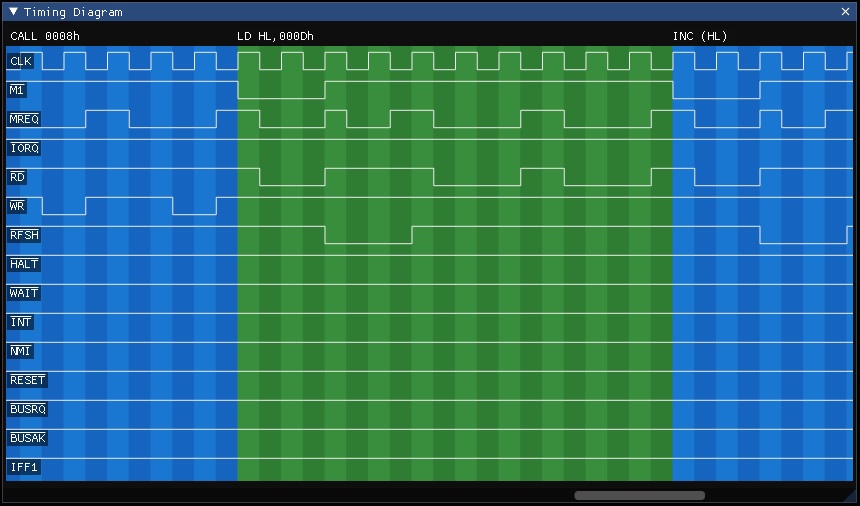 ▼ Timing Diagram ✕
CALL 0008h LD HL,000Dh INC (HL)
CLK
M1
MREQ
IORQ
RD
WR
RFSH
HALT
WAIT
INT
NMI
RESET
BUSRQ
BUSAK
IFF1